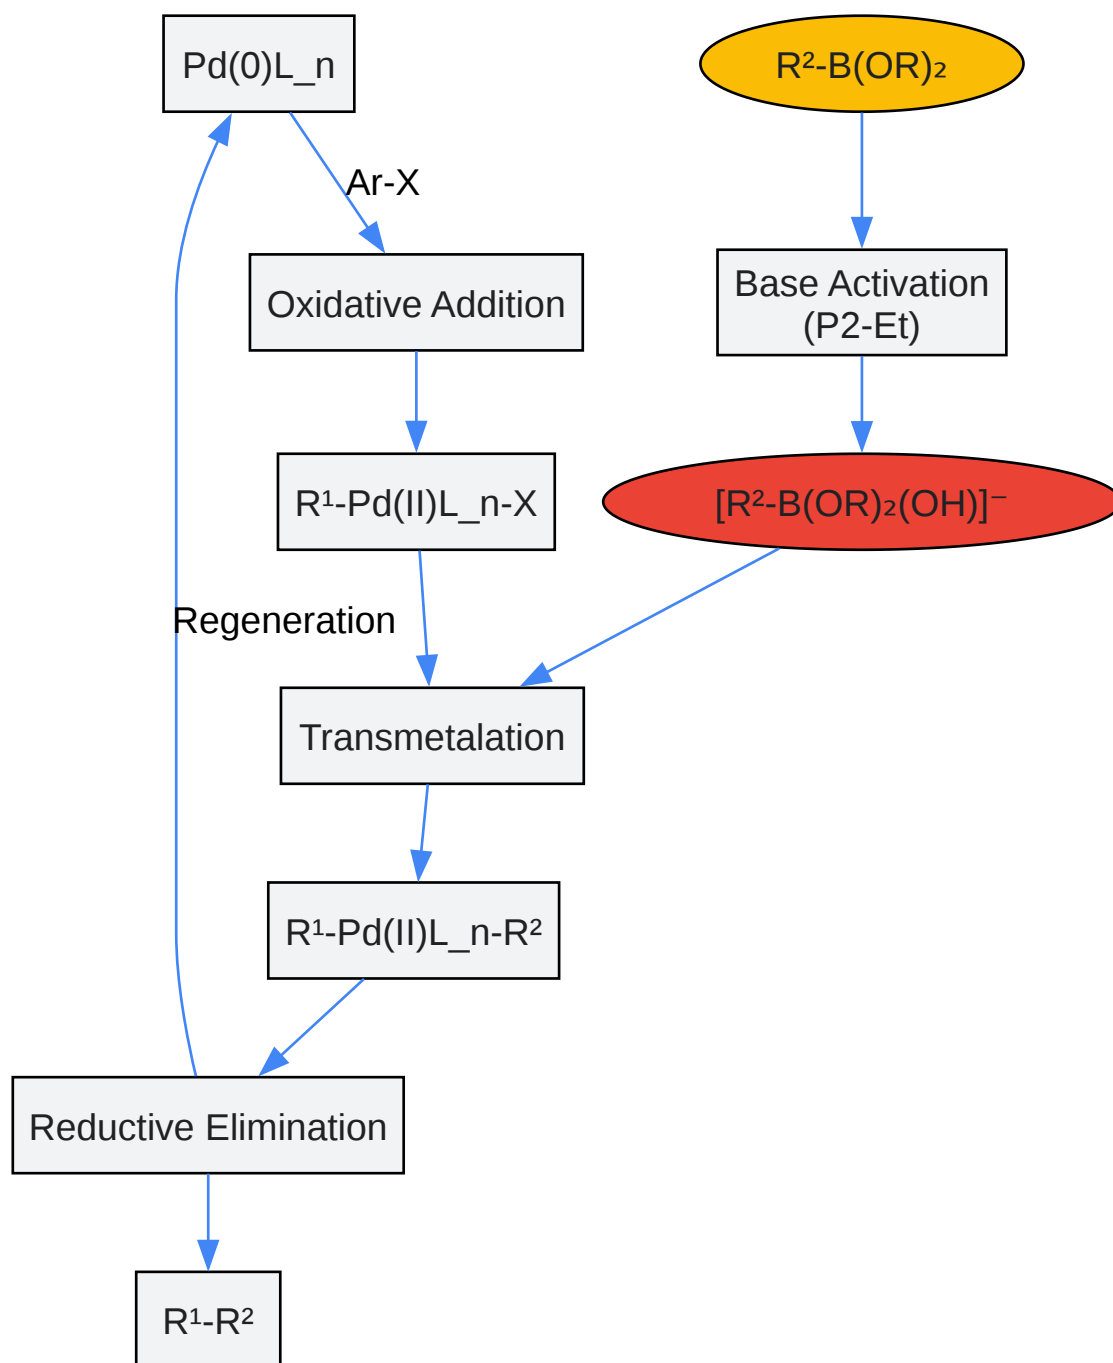 Pd(0)L_n
R²-B(OR)₂
Ar-X
Oxidative Addition
Base Activation
(P2-Et)
R¹-Pd(II)L_n-X
[R²-B(OR)₂(OH)]⁻
Regeneration
Transmetalation
R¹-Pd(II)L_n-R²
Reductive Elimination
R¹-R²